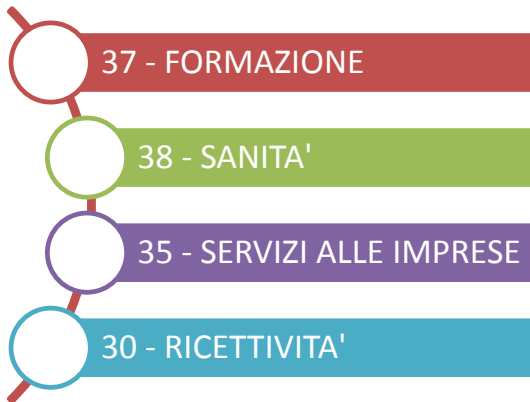 37 - FORMAZIONE
38 - SANITA'
35 - SERVIZI ALLE IMPRESE
30 - RICETTIVITA'